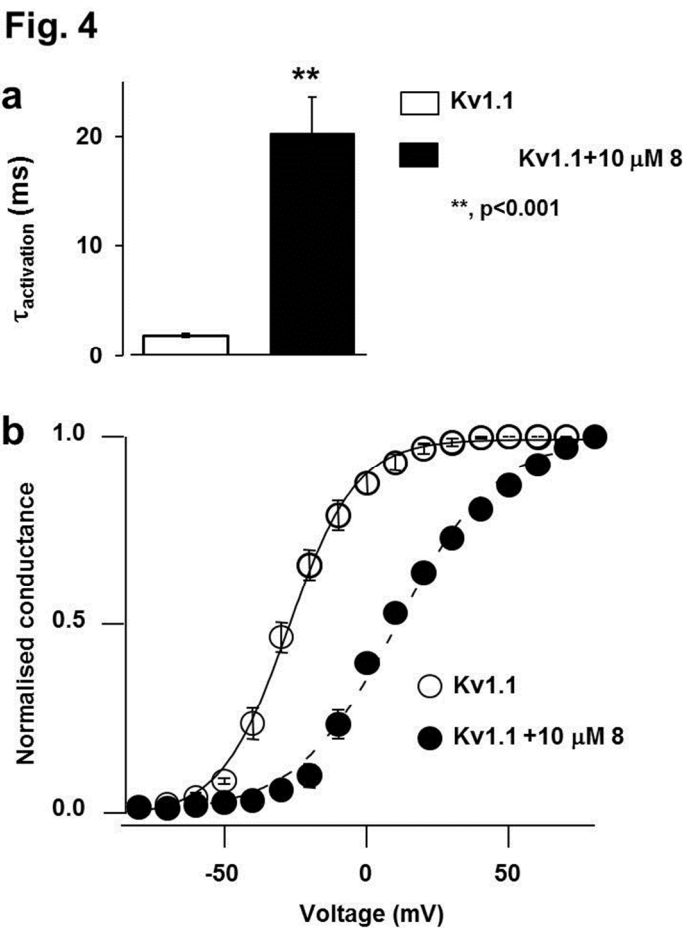 Fig. 4
a
τactivation (ms)
20
10
0
**
Kv1.1
Kv1.1+10 μM 8
**, p<0.001
b
Normalised conductance
1.0
0.5
0.0
Kv1.1
Kv1.1 +10 μM 8
-50
0
50
Voltage (mV)